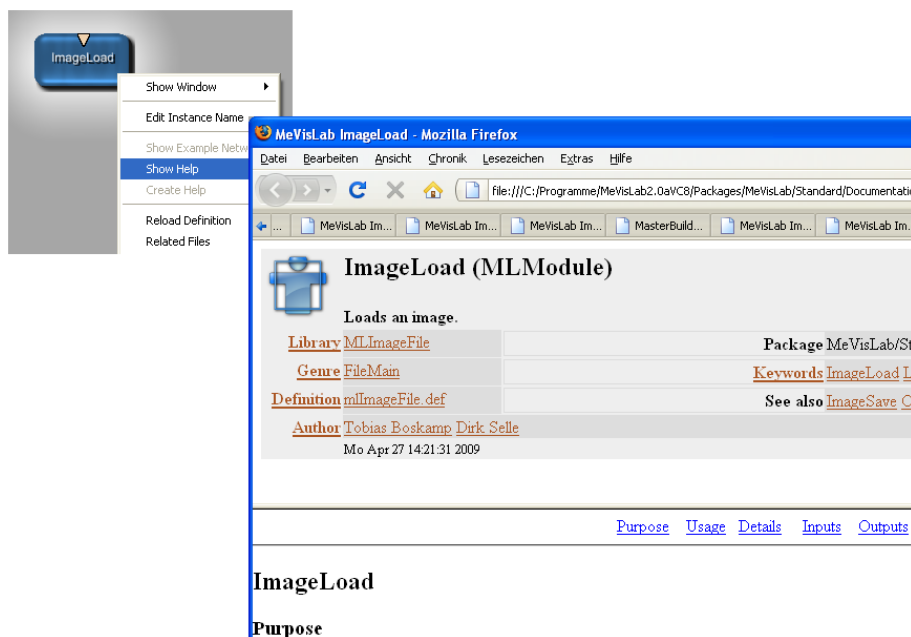 ImageLoad
Show Window
Edit Instance Name
Show Example Netw
Show Help
Create Help
Reload Definition
Related Files
MeVisLab ImageLoad - Mozilla Firefox
Datei Bearbeiten Ansicht Chronik Lesezeichen Extras Hilfe
file:///C:/Programme/MeVisLab2.0aVC8/Packages/MeVisLab/Standard/Documentatio
... MeVisLab Im... MeVisLab Im... MeVisLab Im... MasterBuild... MeVisLab Im... MeVisLab Im.
ImageLoad (MLModule)
Loads an image.
Library MLImageFile Package MeVisLab/St
Genre FileMain Keywords ImageLoad L
Definition mlImageFile.def See also ImageSave O
Author Tobias Boskamp Dirk Selle
Mo Apr 27 14:21:31 2009
Purpose Usage Details Inputs Outputs
ImageLoad
Purpose